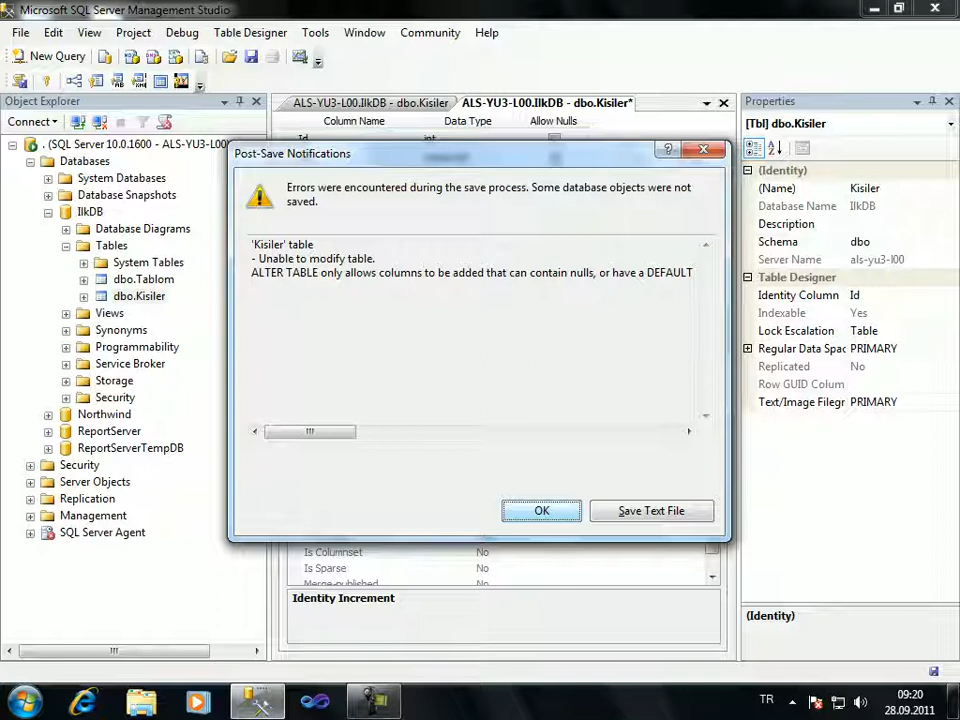 Microsoft SQL Server Management Studio
File Edit View Project Debug Table Designer Tools Window Community Help
New Query
Object Explorer
ALS-YU3-L00.IlkDB - dbo.Kisiler
ALS-YU3-L00.IlkDB - dbo.Kisiler*
Properties
Connect
Column Name Data Type Allow Nulls
[Tbl] dbo.Kisiler
Id int
. (SQL Server 10.0.1600 - ALS-YU3-L00
Databases
System Databases
Database Snapshots
IlkDB
Database Diagrams
Tables
System Tables
dbo.Tablom
dbo.Kisiler
Views
Synonyms
Programmability
Service Broker
Storage
Security
Northwind
ReportServer
ReportServerTempDB
Security
Server Objects
Replication
Management
SQL Server Agent
Post-Save Notifications
Errors were encountered during the save process. Some database objects were not
saved.
'Kisiler' table
- Unable to modify table.
ALTER TABLE only allows columns to be added that can contain nulls, or have a DEFAULT
OK
Save Text File
Is Columnset No
Is Sparse No
Merge-published No
Identity Increment
(Identity)
(Name) Kisiler
Database Name IlkDB
Description
Schema dbo
Server Name als-yu3-l00
Table Designer
Identity Column Id
Indexable Yes
Lock Escalation Table
Regular Data Spac PRIMARY
Replicated No
Row GUID Colum
Text/Image Filegr PRIMARY
(Identity)
TR
09:20
28.09.2011